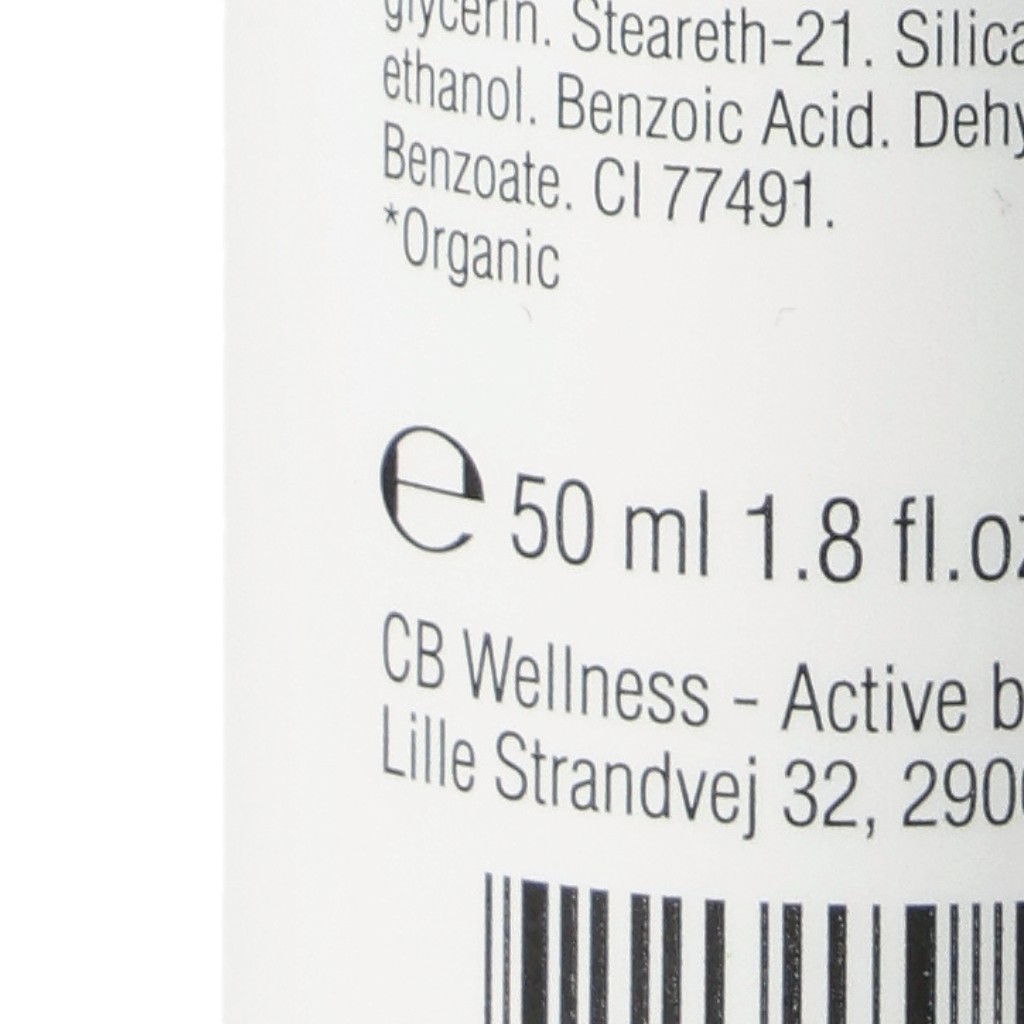 glycerin. Steareth-21. Silica
ethanol. Benzoic Acid. Dehy
Benzoate. CI 77491.
*Organic
℮ 50 ml 1.8 fl.oz
CB Wellness - Active b
Lille Strandvej 32, 290